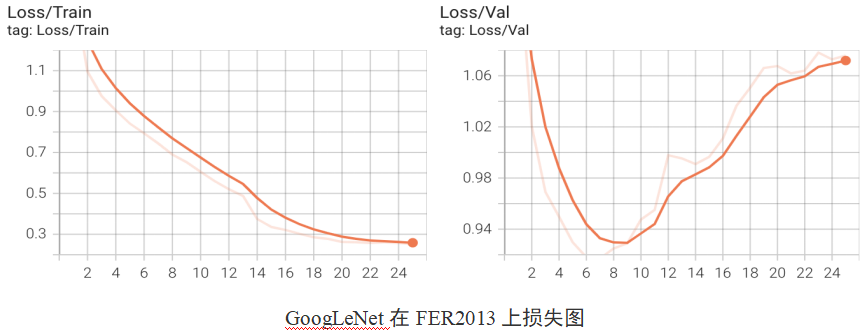 Loss/Train
tag: Loss/Train
1.1
0.9
0.7
0.5
0.3
2 4 6 8 10 12 14 16 18 20 22 24
Loss/Val
tag: Loss/Val
1.06
1.02
0.98
0.94
2 4 6 8 10 12 14 16 18 20 22 24
GoogLeNet 在 FER2013 上损失图